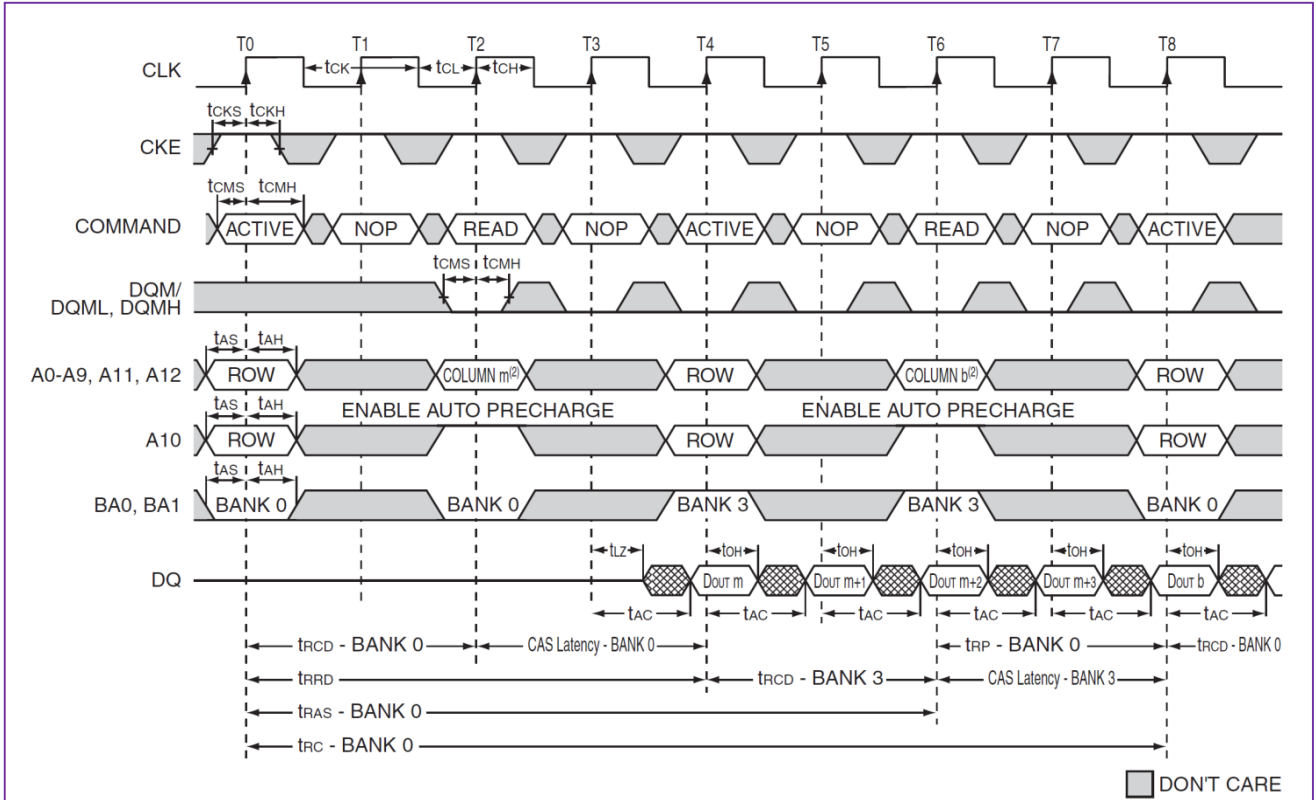 T0 T1 T2 T3 T4 T5 T6 T7 T8
CLK
tCK tCL tCH
tCKS tCKH
CKE
tCMS tCMH
COMMAND
ACTIVE NOP READ NOP ACTIVE NOP READ NOP ACTIVE
tCMS tCMH
DQM/
DQML, DQMH
tAS tAH
A0-A9, A11, A12
ROW COLUMN m(2) ROW COLUMN b(2) ROW
ENABLE AUTO PRECHARGE ENABLE AUTO PRECHARGE
tAS tAH
A10
ROW ROW ROW
tAS tAH
BA0, BA1
BANK 0 BANK 0 BANK 3 BANK 3 BANK 0
tLZ tOH tOH tOH tOH tOH
DQ
DOUT m DOUT m+1 DOUT m+2 DOUT m+3 DOUT b
tAC tAC tAC tAC tAC tAC
tRCD - BANK 0 CAS Latency - BANK 0 tRP - BANK 0 tRCD - BANK 0
tRRD tRCD - BANK 3 CAS Latency - BANK 3
tRAS - BANK 0
tRC - BANK 0
DON'T CARE